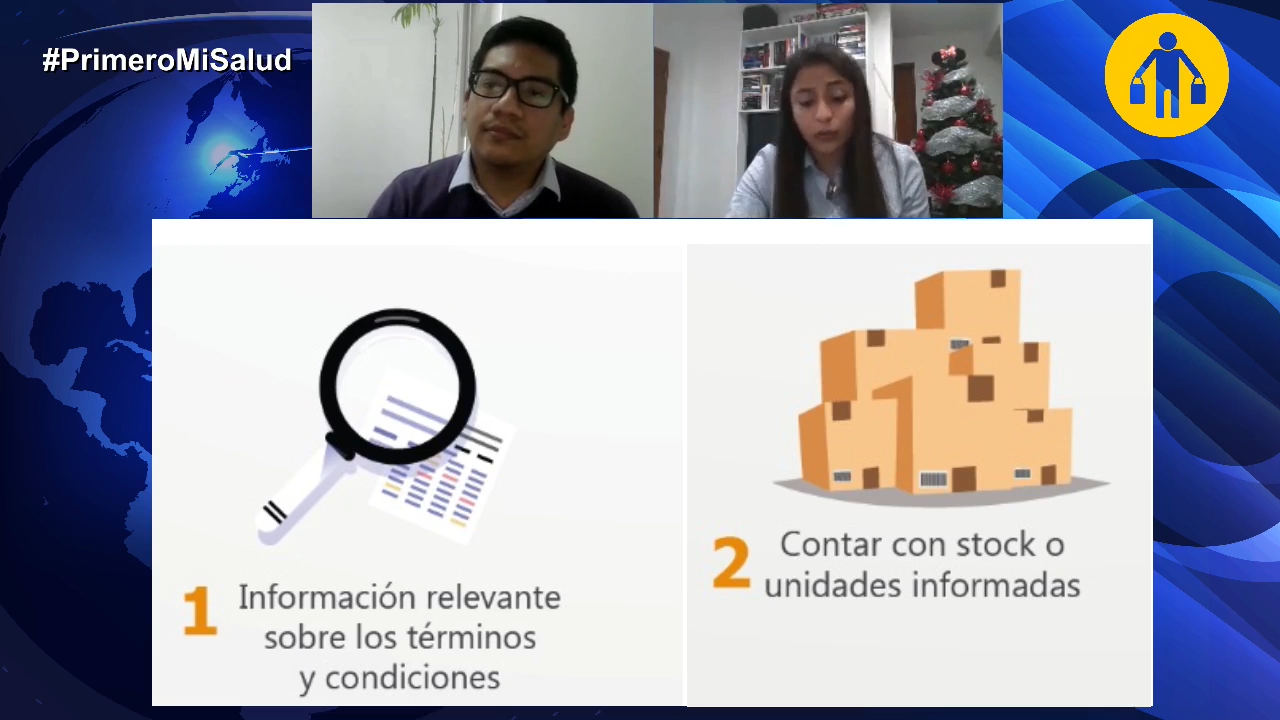 #PrimeroMiSalud
1
Información relevante
sobre los términos
y condiciones
2
Contar con stock o
unidades informadas